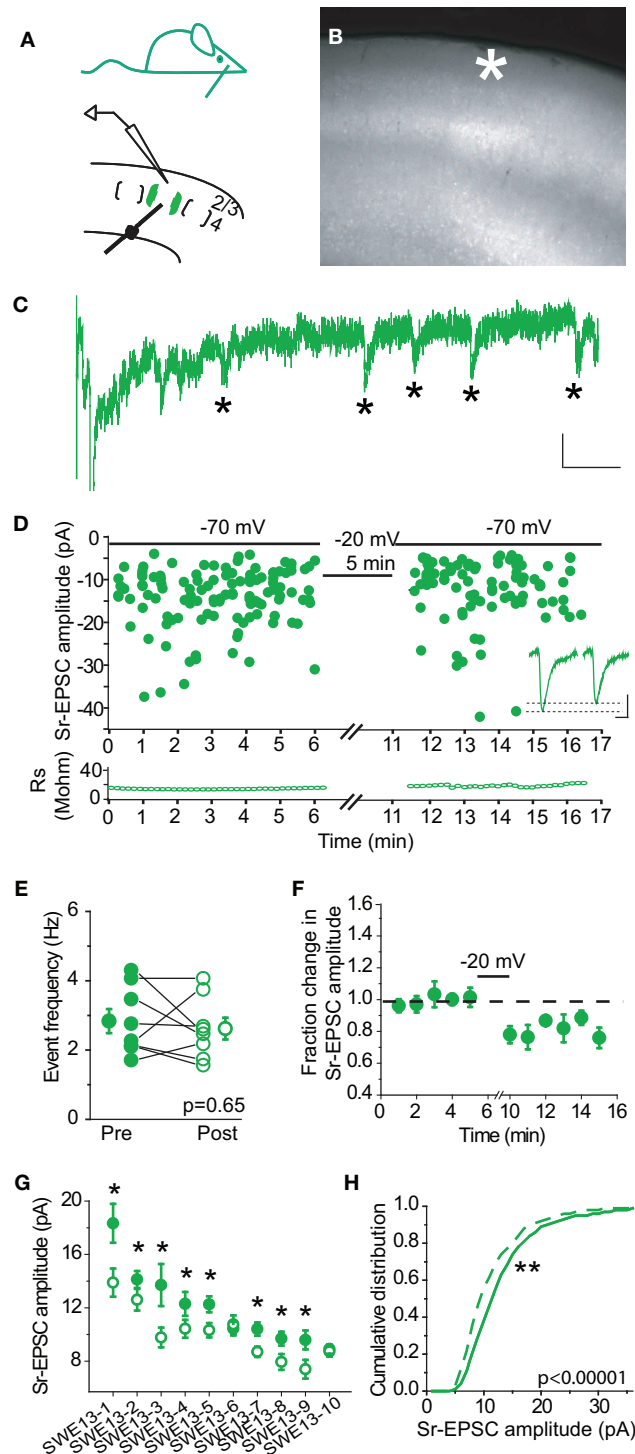 A
B
2/3
4
C
* * * * *
D
-70 mV
-20 mV
5 min
-70 mV
Sr-EPSC amplitude (pA)
0
-10
-20
-30
-40
0 1 2 3 4 5 6 11 12 13 14 15 16 17
Rs
(Mohm)
40
0
0 1 2 3 4 5 6 11 12 13 14 15 16 17
Time (min)
E
Event frequency (Hz)
6
4
2
0
p=0.65
Pre Post
F
Fraction change in
Sr-EPSC amplitude
1.6
1.4
1.2
1.0
0.8
0.6
0.4
-20 mV
0 2 4 6 10 12 14 16
Time (min)
G
Sr-EPSC amplitude (pA)
20
16
12
8
* * * * * * * *
SWE13-1
SWE13-2
SWE13-3
SWE13-4
SWE13-5
SWE13-6
SWE13-7
SWE13-8
SWE13-9
SWE13-10
H
Cumulative distribution
1.0
0.8
0.6
0.4
0.2
0.0
**
p<0.00001
0 10 20 30
Sr-EPSC amplitude (pA)